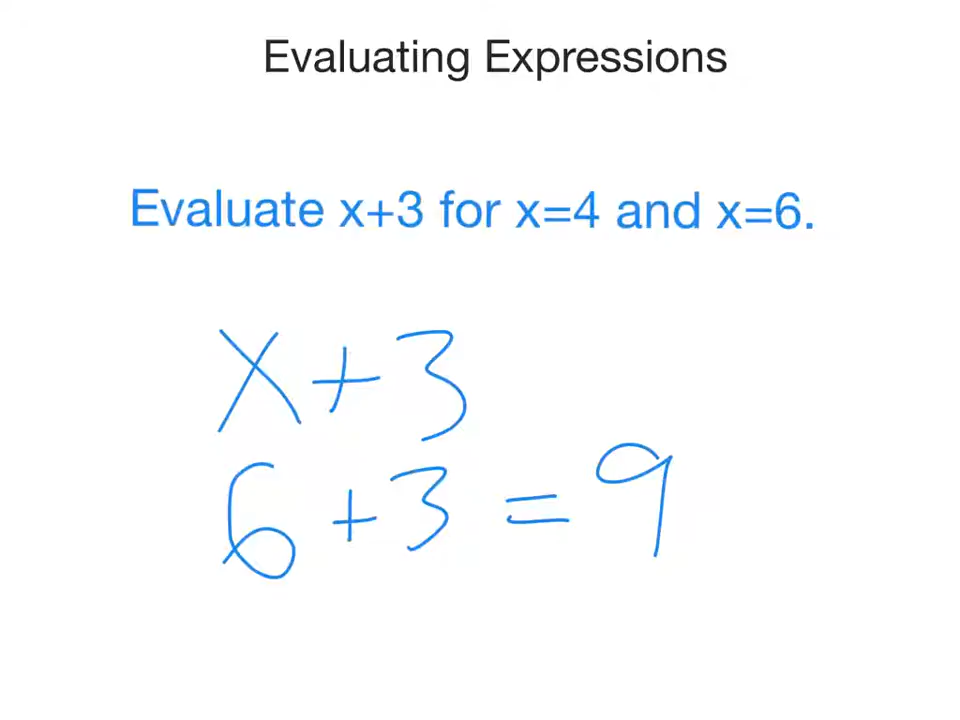 Evaluating Expressions
Evaluate x+3 for x=4 and x=6.
x+3
6+3=9